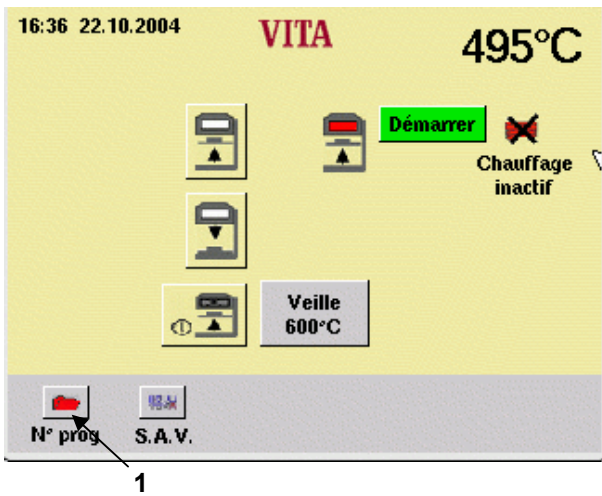 16:36 22.10.2004
VITA
495°C
Démarrer
Chauffage
inactif
Veille
600°C
N° prog
S.A.V.
1